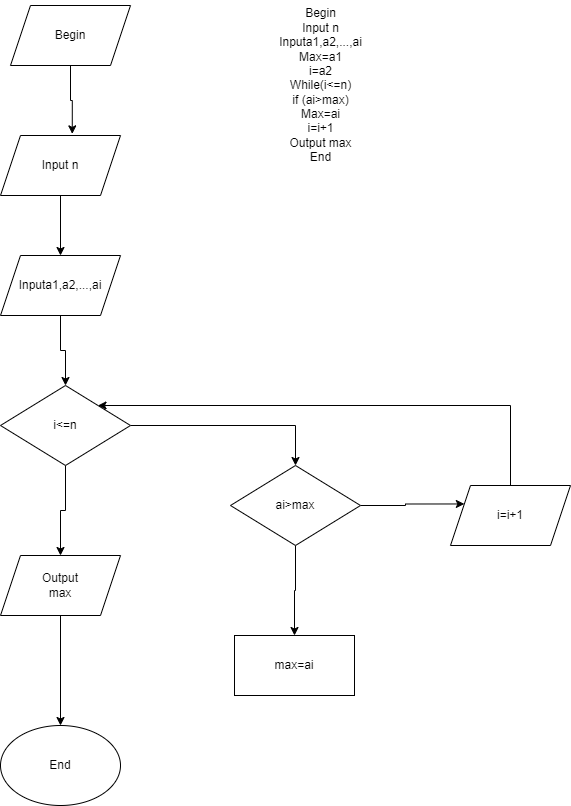 Begin
Input n
Inputa1,a2,...,ai
i<=n
ai>max
i=i+1
Output
max
max=ai
End
Begin
Input n
Inputa1,a2,...,ai
Max=a1
i=a2
While(i<=n)
if (ai>max)
Max=ai
i=i+1
Output max
End